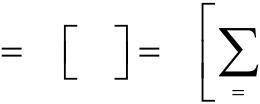 = [ ] = [ ∑
=